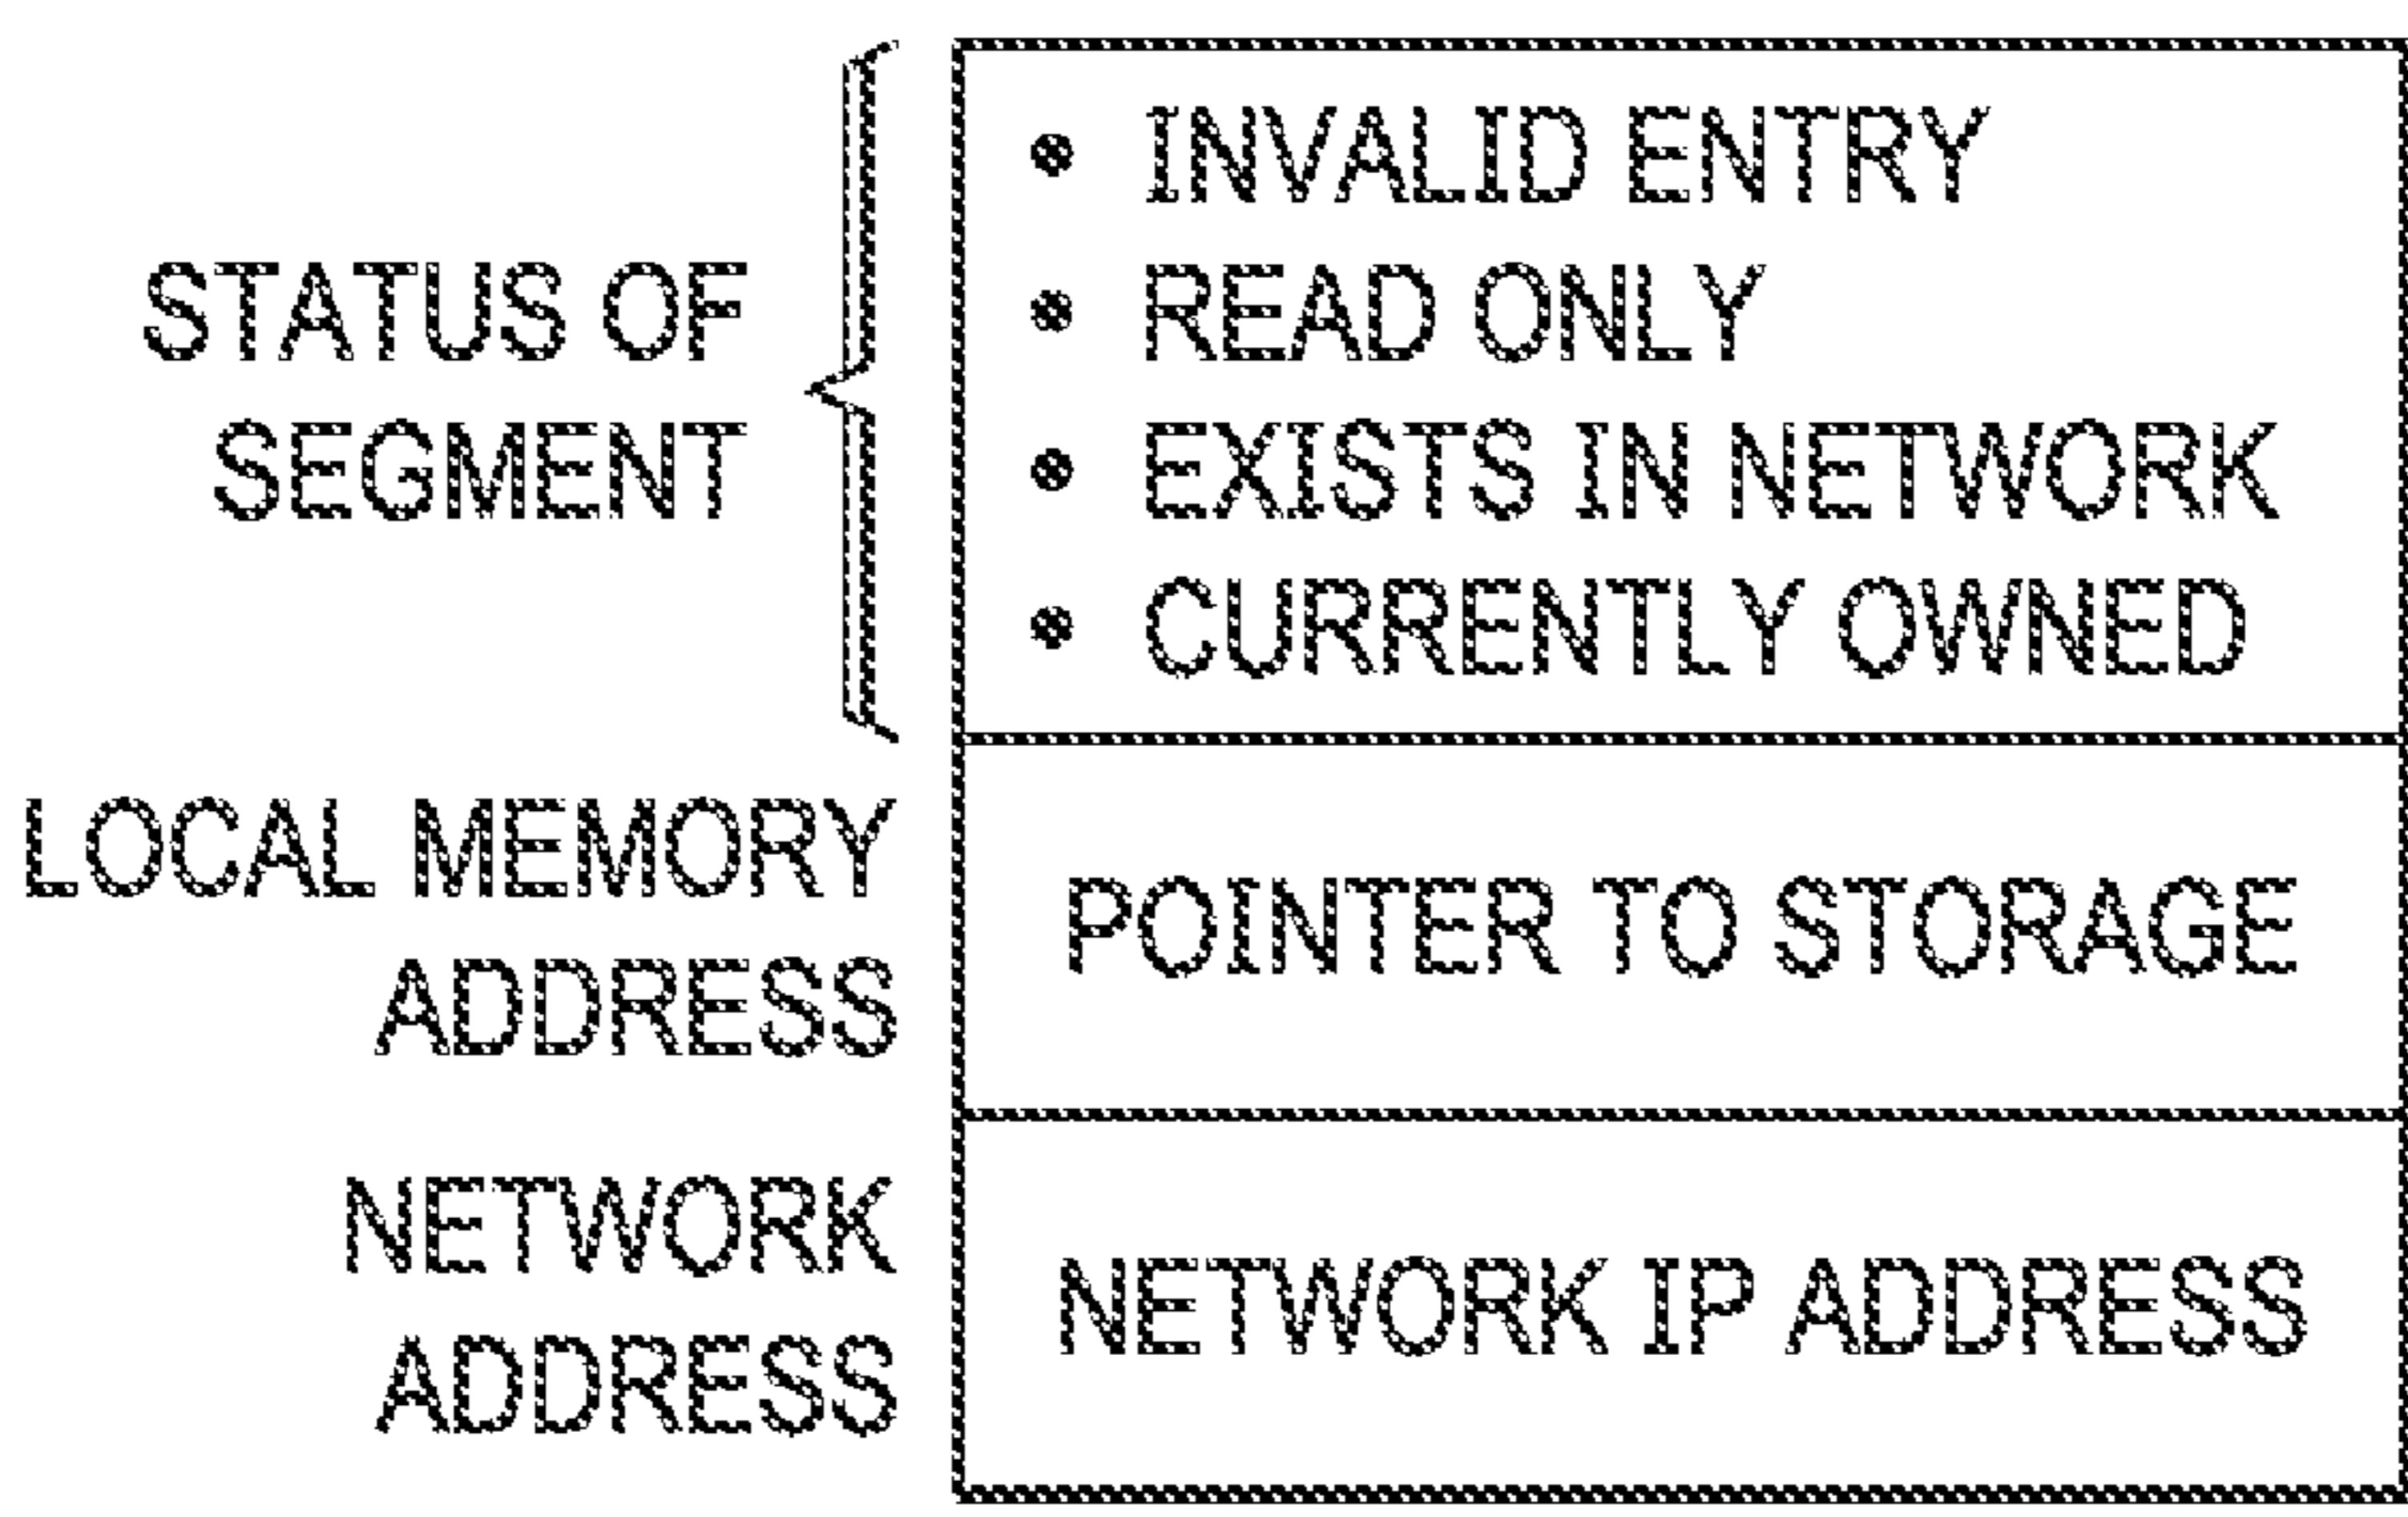 STATUS OF
SEGMENT
• INVALID ENTRY
• READ ONLY
• EXISTS IN NETWORK
• CURRENTLY OWNED
LOCAL MEMORY
ADDRESS
POINTER TO STORAGE
NETWORK
ADDRESS
NETWORK IP ADDRESS